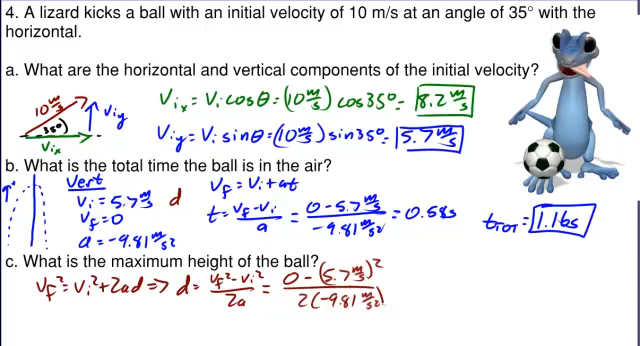 4. A lizard kicks a ball with an initial velocity of 10 m/s at an angle of 35° with the
horizontal.
a. What are the horizontal and vertical components of the initial velocity?
10 m/s
35°
Viy
Vix
Vix = Vi cosθ = (10 m/s) cos35° = 8.2 m/s
Viy = Vi sinθ = (10 m/s) sin35° = 5.7 m/s
b. What is the total time the ball is in the air?
Vert
Vi = 5.7 m/s d
Vf = 0
a = -9.81 m/s²
Vf = Vi + at
t = (Vf - Vi)/a = (0 - 5.7 m/s)/(-9.81 m/s²) = 0.58s
tTOT = 1.16s
c. What is the maximum height of the ball?
Vf² = Vi² + 2ad ⇒ d = (Vf² - Vi²)/2a = (0 - (5.7 m/s)²)/(2(-9.81 m/s²))